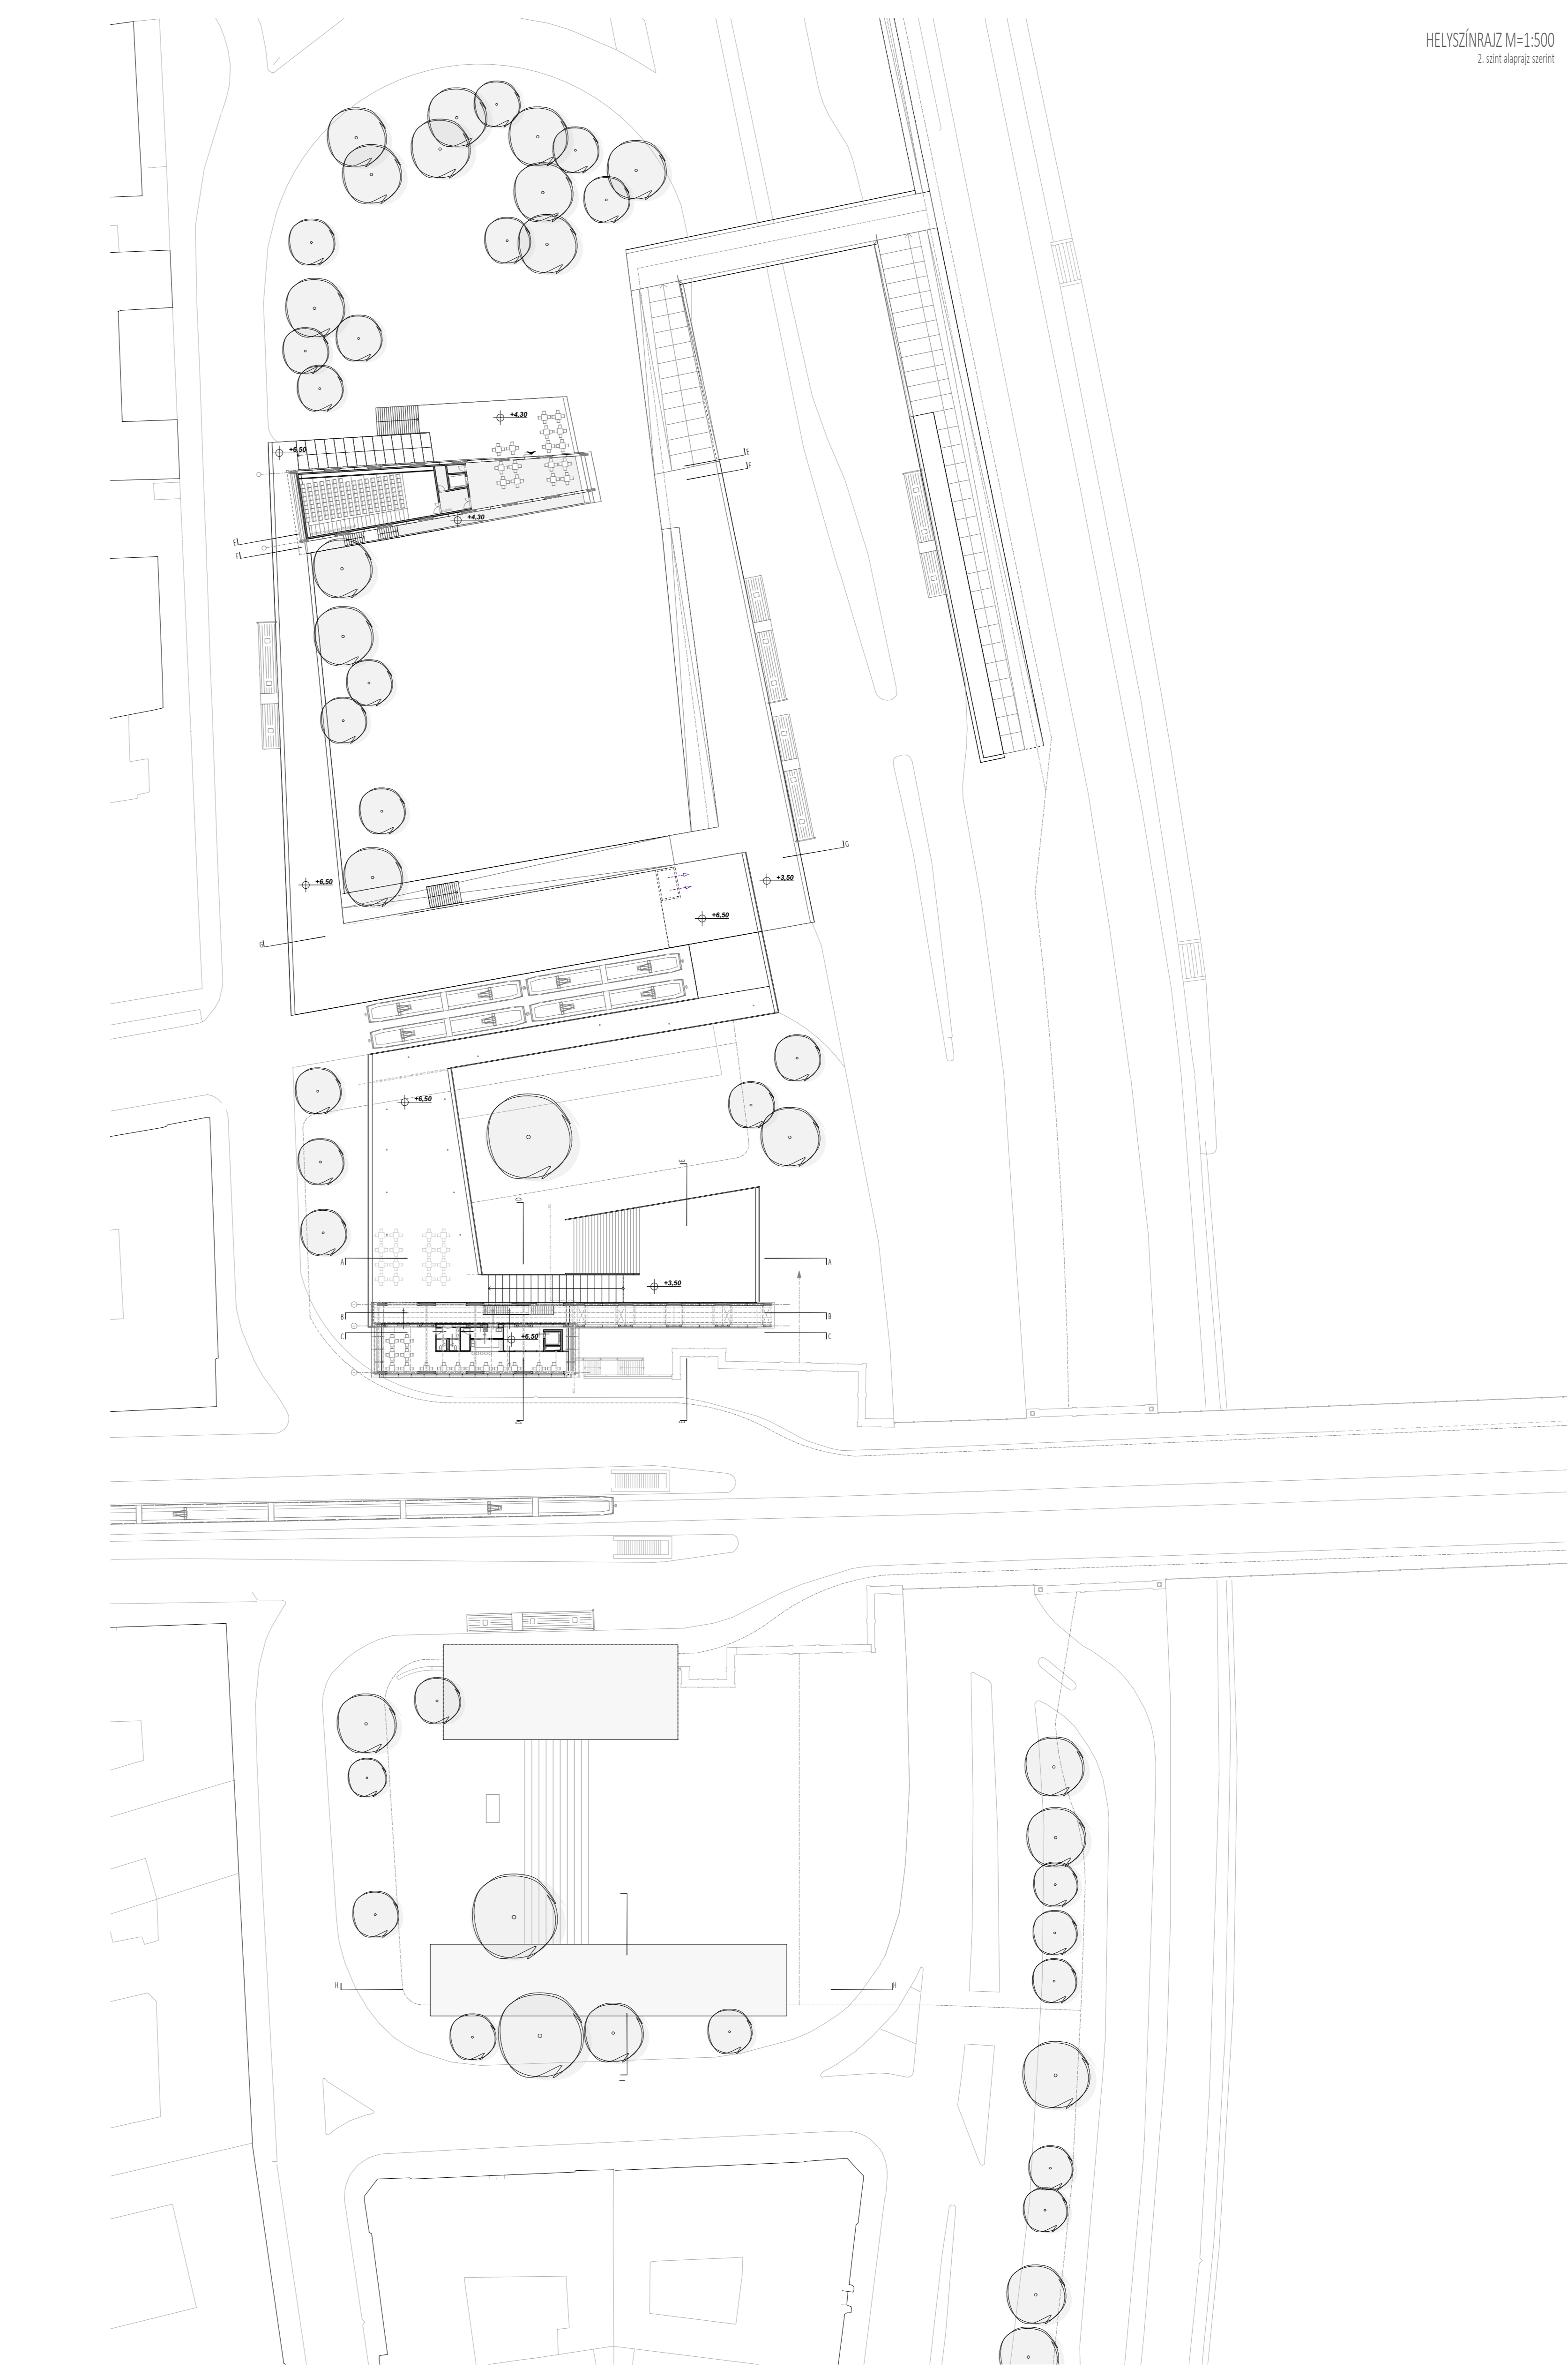 HELYSZÍNRAJZ M=1:500
2. szint alaprajz szerint
+4,30
+6,50
E
F
+4,30
E
F
G
+3,50
+6,50
+6,50
G
+6,50
E
D
A
A
+3,50
B
B
C
+6,50
C
D
E
I
H
H
I